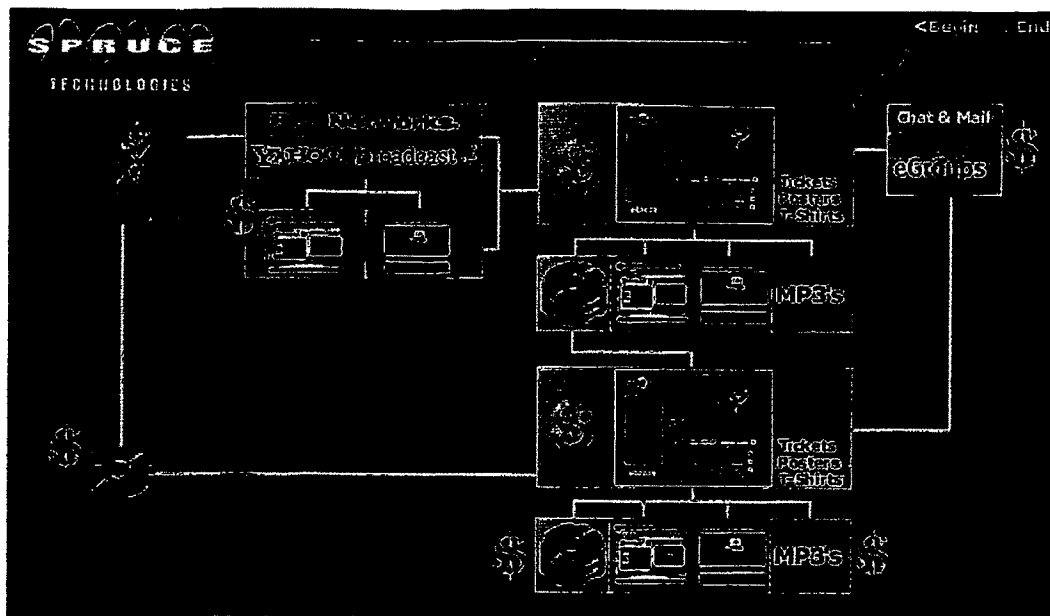 <Begin . End
SPRUCE
TECHNOLOGIES
Networks.
Broadcast
$
Tickets
Posters
T-Shirts
Chat & Mail
eGroups
$
MP3's
$
$
Tickets
Posters
T-Shirts
$
MP3's
$